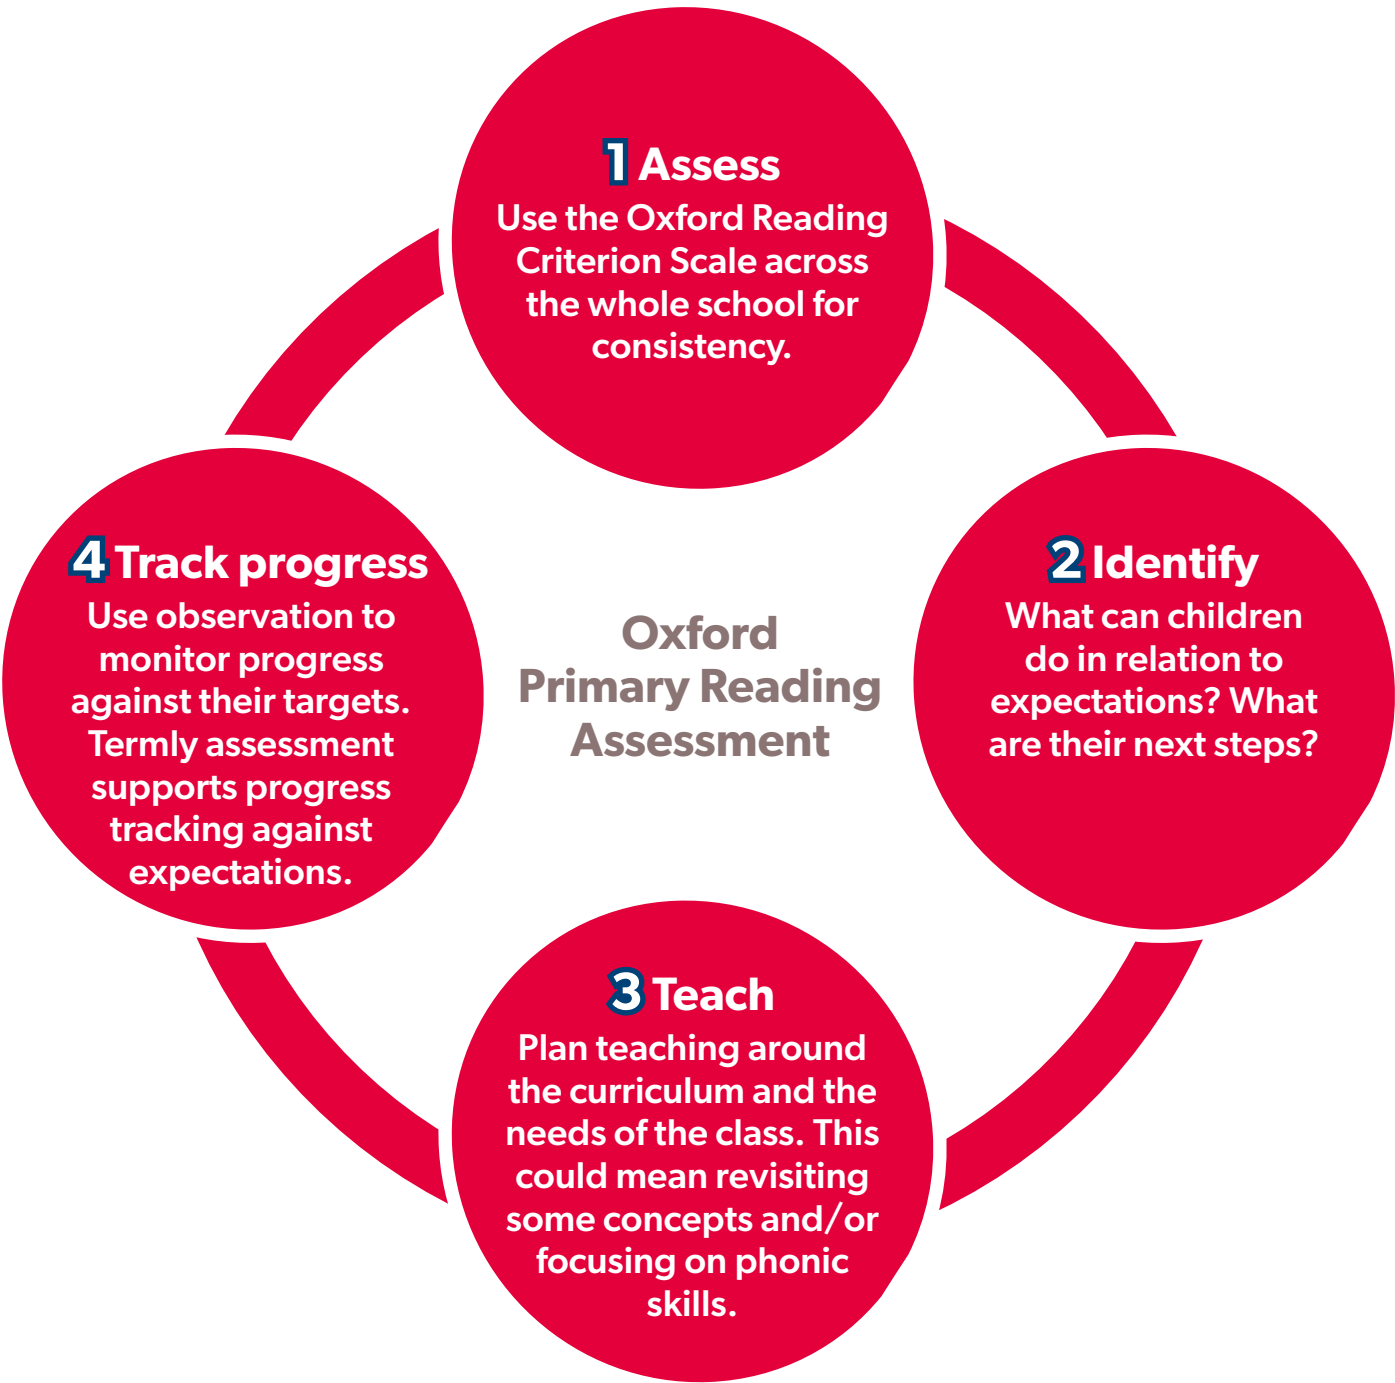 1 Assess
Use the Oxford Reading
Criterion Scale across
the whole school for
consistency.
2 Identify
What can children
do in relation to
expectations? What
are their next steps?
3 Teach
Plan teaching around
the curriculum and the
needs of the class. This
could mean revisiting
some concepts and/or
focusing on phonic
skills.
4 Track progress
Use observation to
monitor progress
against their targets.
Termly assessment
supports progress
tracking against
expectations.
Oxford
Primary Reading
Assessment